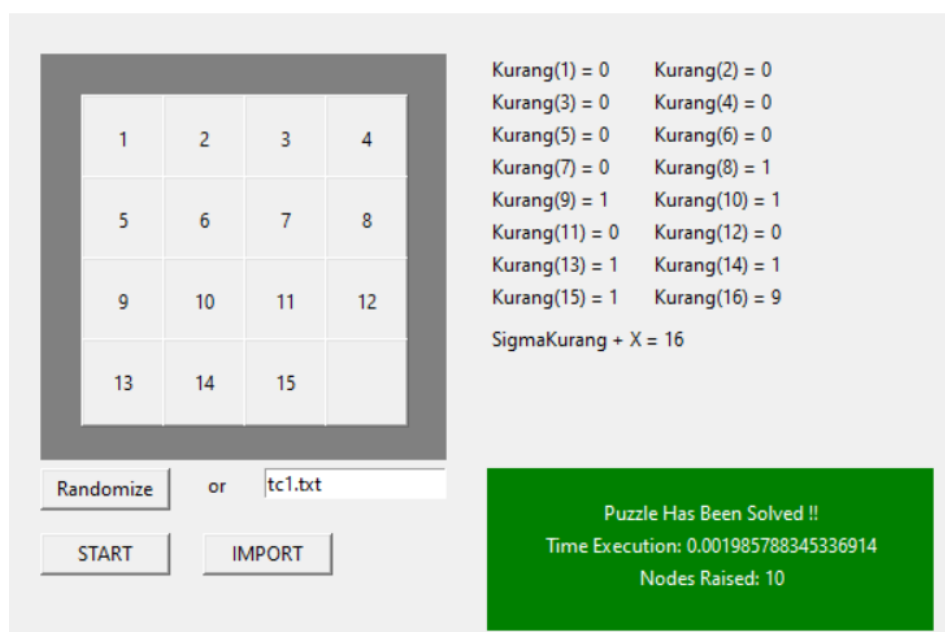 1 2 3 4
5 6 7 8
9 10 11 12
13 14 15
Randomize or tc1.txt
START IMPORT
Kurang(1) = 0 Kurang(2) = 0
Kurang(3) = 0 Kurang(4) = 0
Kurang(5) = 0 Kurang(6) = 0
Kurang(7) = 0 Kurang(8) = 1
Kurang(9) = 1 Kurang(10) = 1
Kurang(11) = 0 Kurang(12) = 0
Kurang(13) = 1 Kurang(14) = 1
Kurang(15) = 1 Kurang(16) = 9
SigmaKurang + X = 16
Puzzle Has Been Solved !!
Time Execution: 0.001985788345336914
Nodes Raised: 10